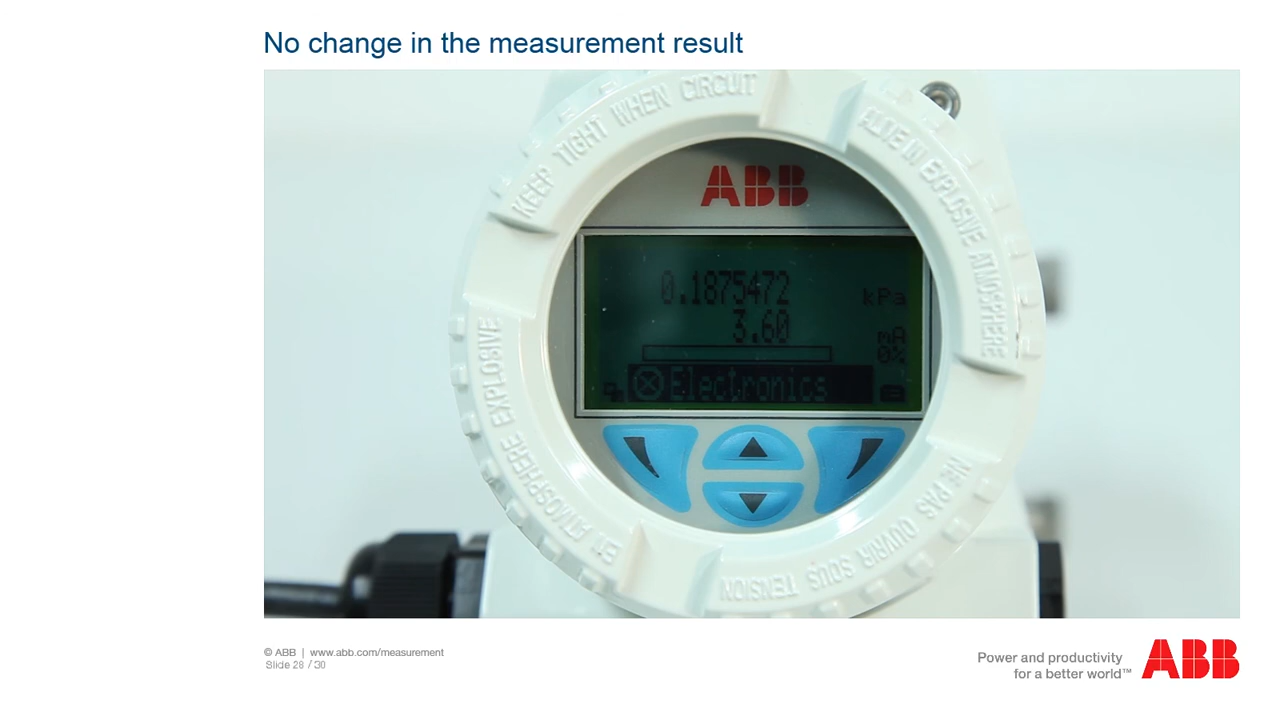 No change in the measurement result
KEEP TIGHT WHEN CIRCUIT
ALIVE IN EXPLOSIVE ATMOSPHERE
ABB
0.1875472 kPa
3.60 mA
0%
Electronics
NE PAS OUVRIR SOUS TENSION
EN ATMOSPHERE EXPLOSIVE
© ABB | www.abb.com/measurement
Slide 28 / 30
Power and productivity
for a better world™
ABB